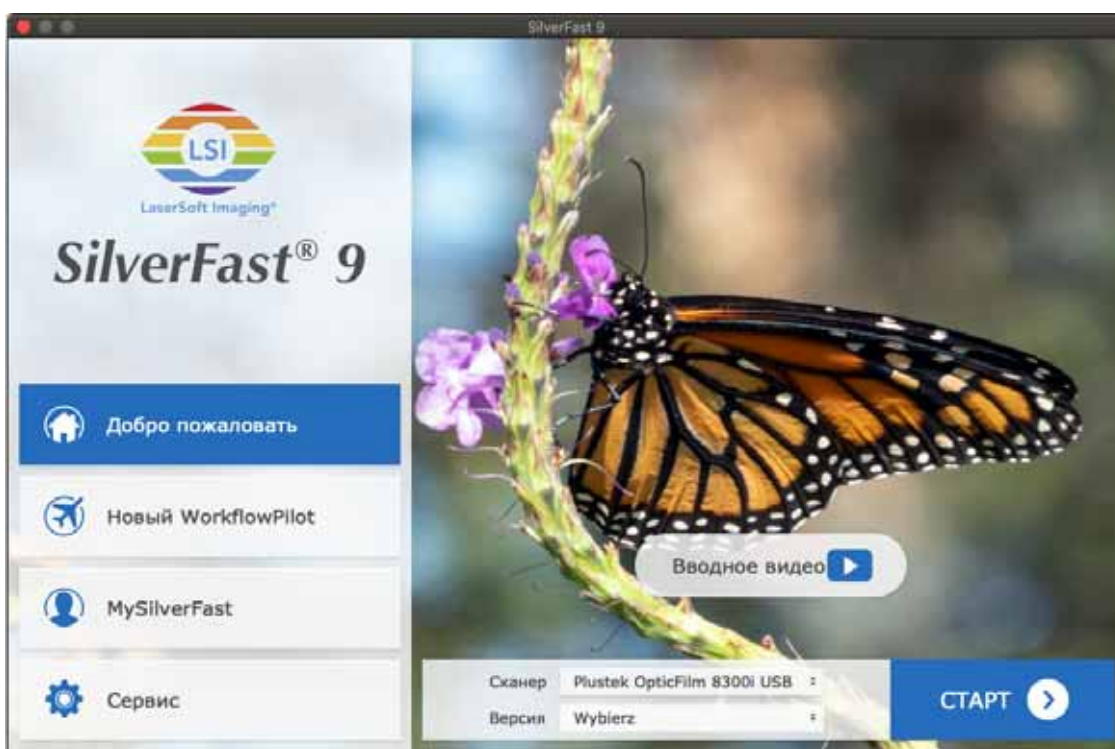 SilverFast 9
LSI
LaserSoft Imaging®
SilverFast® 9
Добро пожаловать
Новый WorkflowPilot
MySilverFast
Сервис
Вводное видео
Сканер Plustek OpticFilm 8300i USB
Версия Wybierz
СТАРТ